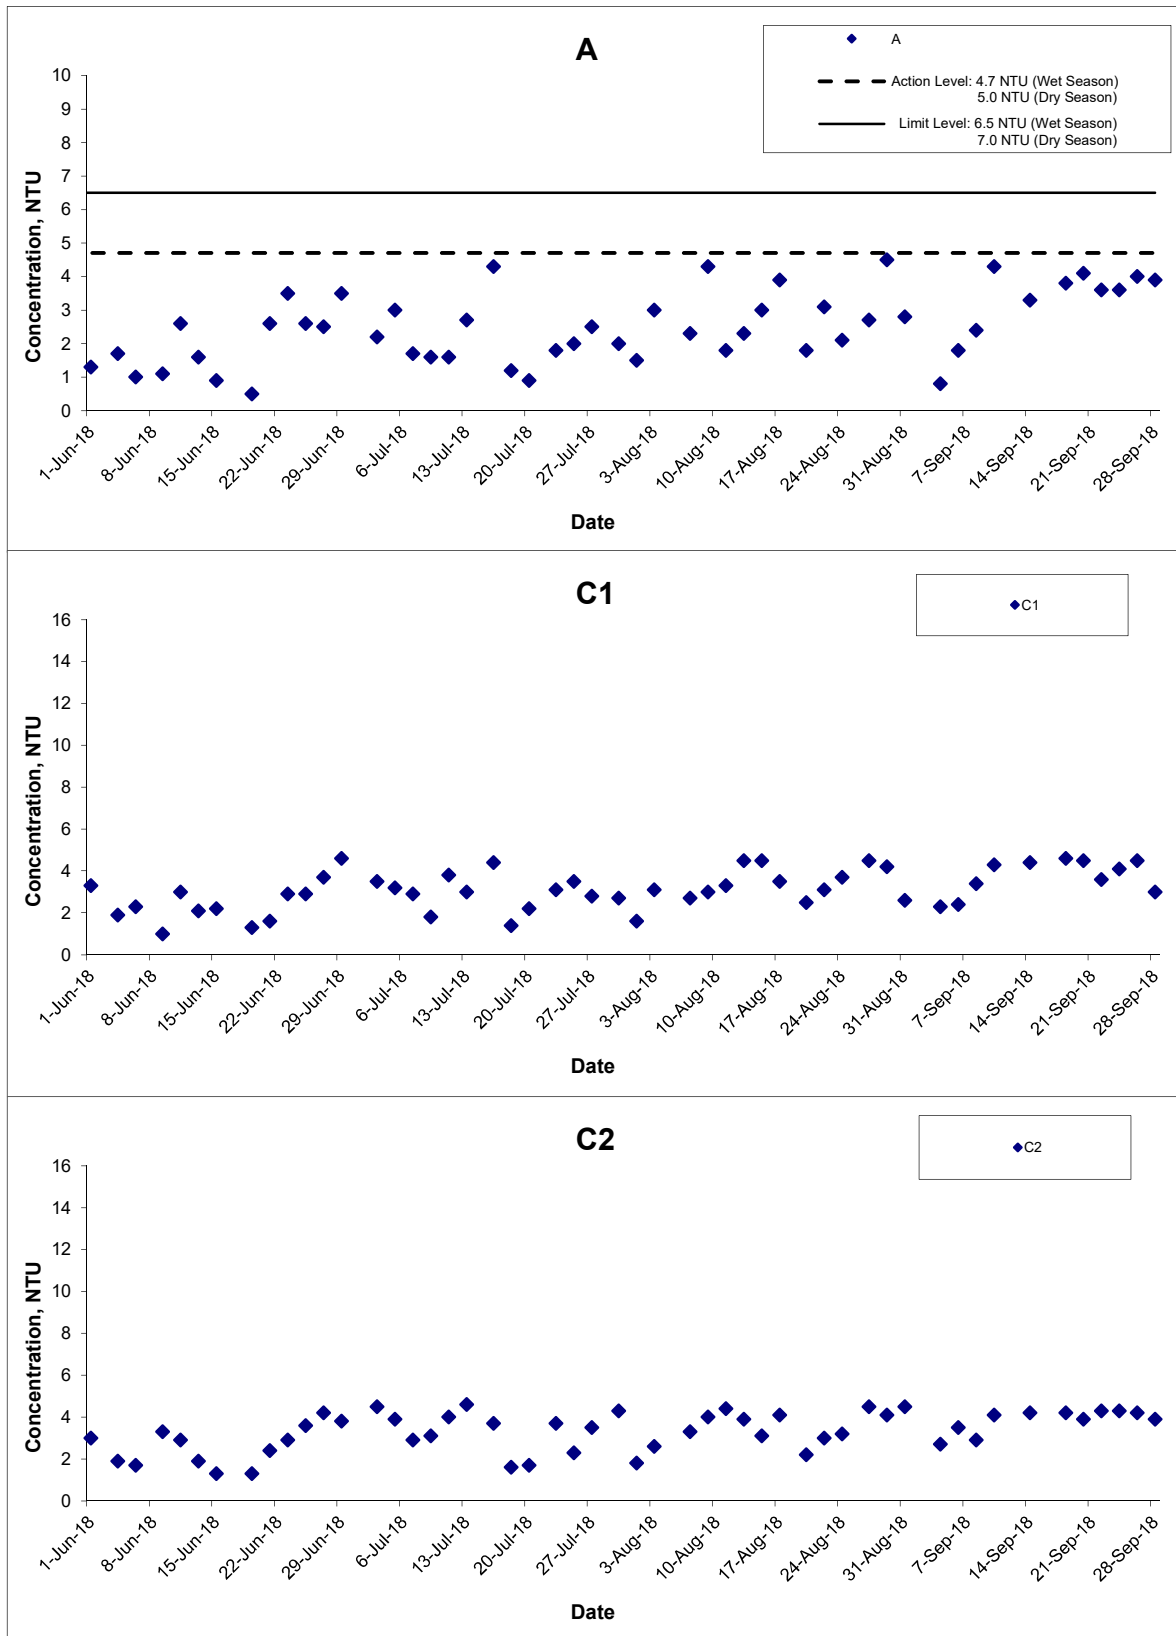 A
A
Action Level: 4.7 NTU (Wet Season)
5.0 NTU (Dry Season)
Limit Level: 6.5 NTU (Wet Season)
7.0 NTU (Dry Season)
Concentration, NTU
10
9
8
7
6
5
4
3
2
1
0
1-Jun-18
8-Jun-18
15-Jun-18
22-Jun-18
29-Jun-18
6-Jul-18
13-Jul-18
20-Jul-18
27-Jul-18
3-Aug-18
10-Aug-18
17-Aug-18
24-Aug-18
31-Aug-18
7-Sep-18
14-Sep-18
21-Sep-18
28-Sep-18
Date
C1
C1
Concentration, NTU
16
14
12
10
8
6
4
2
0
1-Jun-18
8-Jun-18
15-Jun-18
22-Jun-18
29-Jun-18
6-Jul-18
13-Jul-18
20-Jul-18
27-Jul-18
3-Aug-18
10-Aug-18
17-Aug-18
24-Aug-18
31-Aug-18
7-Sep-18
14-Sep-18
21-Sep-18
28-Sep-18
Date
C2
C2
Concentration, NTU
16
14
12
10
8
6
4
2
0
1-Jun-18
8-Jun-18
15-Jun-18
22-Jun-18
29-Jun-18
6-Jul-18
13-Jul-18
20-Jul-18
27-Jul-18
3-Aug-18
10-Aug-18
17-Aug-18
24-Aug-18
31-Aug-18
7-Sep-18
14-Sep-18
21-Sep-18
28-Sep-18
Date